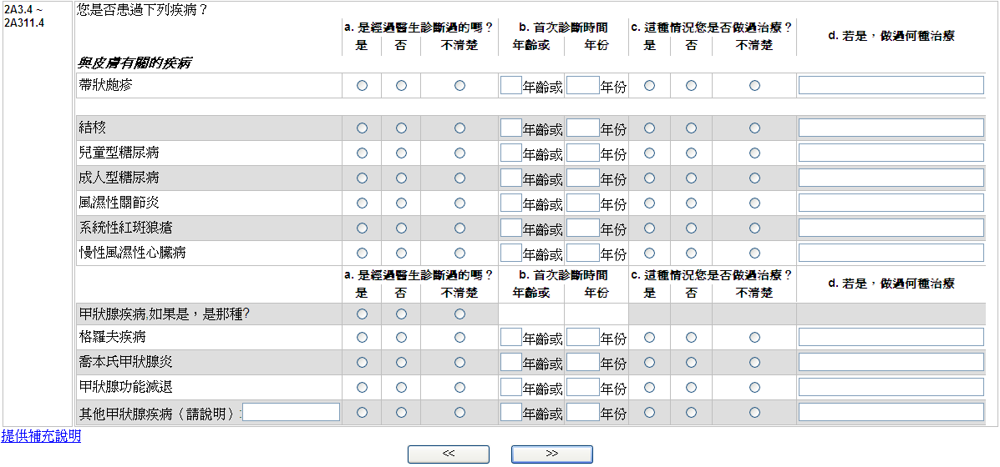 2A3.4 ~
2A311.4
您是否患過下列疾病？
a. 是經過醫生診斷過的嗎？ b. 首次診斷時間 c. 這種情況您是否做過治療？ d. 若是，做過何種治療
是 否 不清楚 年齡或 年份 是 否 不清楚
與皮膚有關的疾病
帶狀皰疹 年齡或 年份
結核 年齡或 年份
兒童型糖尿病 年齡或 年份
成人型糖尿病 年齡或 年份
風濕性關節炎 年齡或 年份
系統性紅斑狼瘡 年齡或 年份
慢性風濕性心臟病 年齡或 年份
a. 是經過醫生診斷過的嗎？ b. 首次診斷時間 c. 這種情況您是否做過治療？ d. 若是，做過何種治療
是 否 不清楚 年齡或 年份 是 否 不清楚
甲狀腺疾病,如果是，是那種?
格羅夫疾病 年齡或 年份
喬本氏甲狀腺炎 年齡或 年份
甲狀腺功能減退 年齡或 年份
其他甲狀腺疾病（請說明）: 年齡或 年份
提供補充說明
<< >>